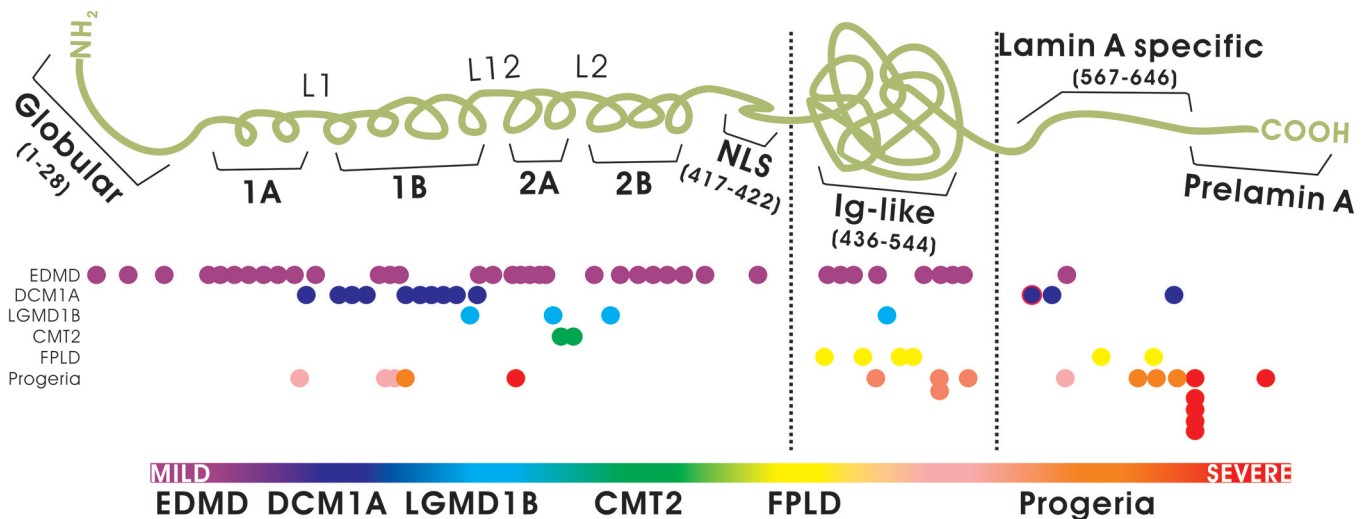 NH2
Globular
(1-28)
L1
L12
L2
1A
1B
2A
2B
NLS
(417-422)
Ig-like
(436-544)
Lamin A specific
(567-646)
COOH
Prelamin A
EDMD
DCM1A
LGMD1B
CMT2
FPLD
Progeria
MILD SEVERE
EDMD DCM1A LGMD1B CMT2 FPLD Progeria